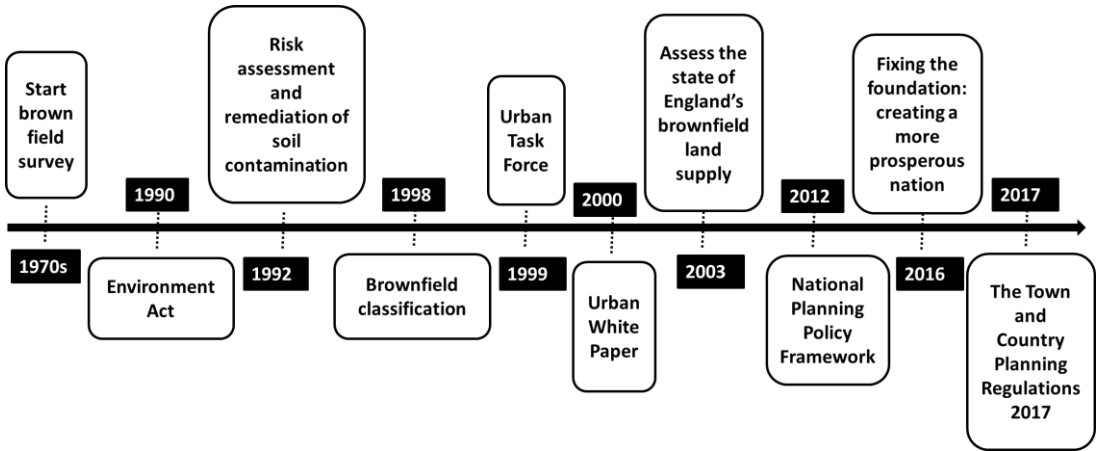 Start
brown
field
survey
1970s
1990
Environment
Act
Risk
assessment
and
remediation of
soil
contamination
1992
1998
Brownfield
classification
Urban
Task
Force
1999
2000
Urban
White
Paper
Assess the
state of
England’s
brownfield
land
supply
2003
2012
National
Planning
Policy
Framework
Fixing the
foundation:
creating a
more
prosperous
nation
2016
2017
The Town
and
Country
Planning
Regulations
2017